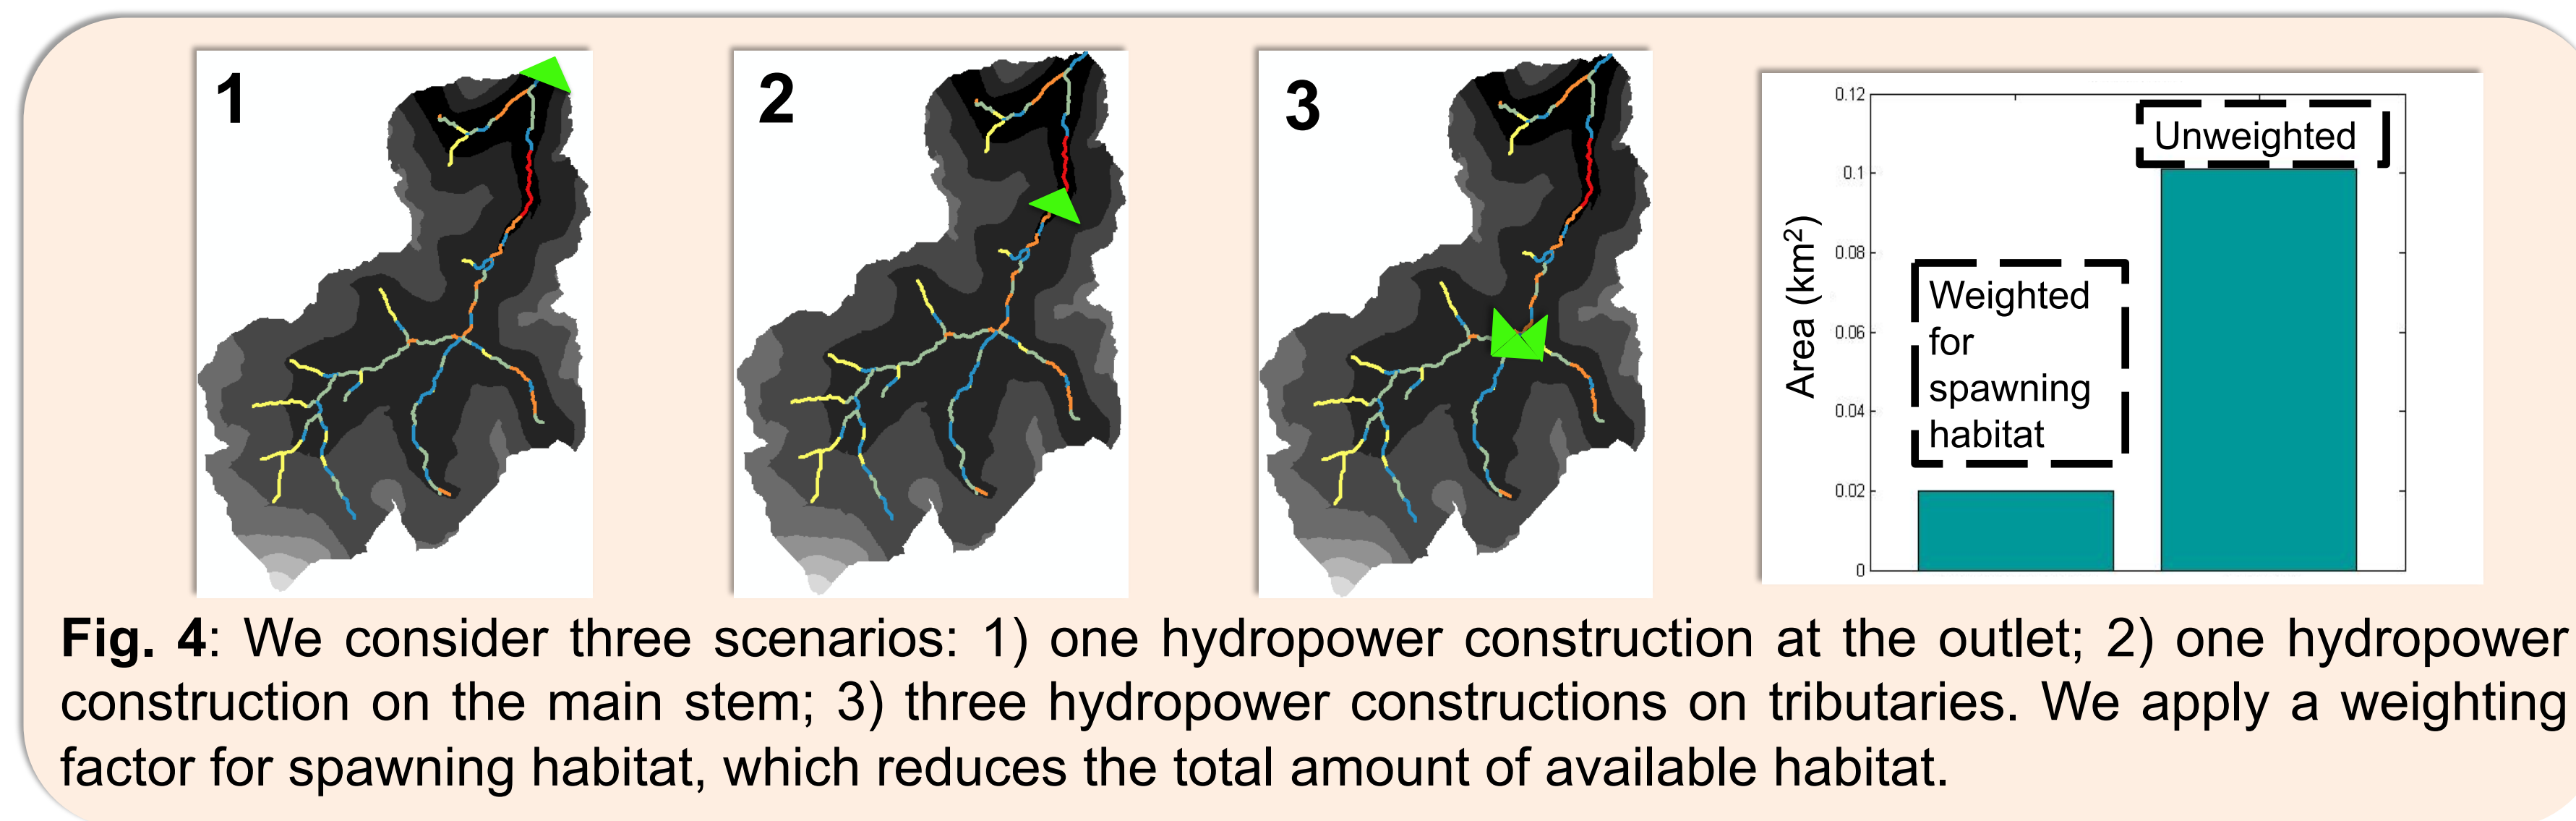 1
2
3
0.12
0.1
0.08
0.06
0.04
0.02
0
Area (km²)
Unweighted
Weighted
for
spawning
habitat
Fig. 4: We consider three scenarios: 1) one hydropower construction at the outlet; 2) one hydropower
construction on the main stem; 3) three hydropower constructions on tributaries. We apply a weighting
factor for spawning habitat, which reduces the total amount of available habitat.